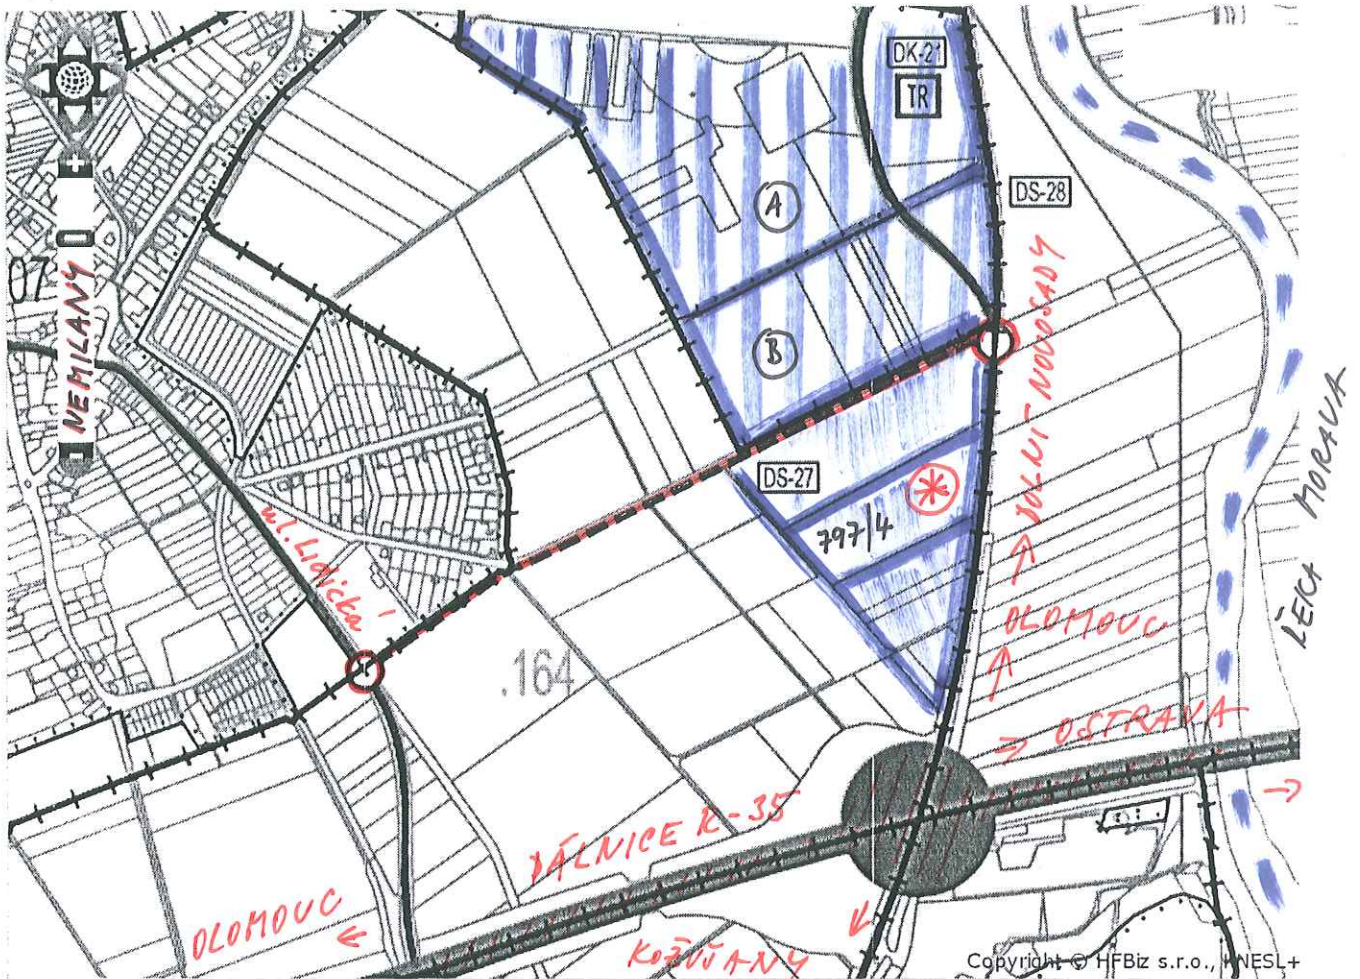 DK-21
TR
DS-28
A
07
NEMILANY
B
DOLNÍ-NOVOSADY
DS-27
797/4
ul. Lidická
.164
OLOMOUC
ŘEKA MORAVA
OSTRAVA
DÁLNICE R-35
OLOMOUC
KOŽUŠANY
Copyright © HFBiz s.r.o., KNESL+